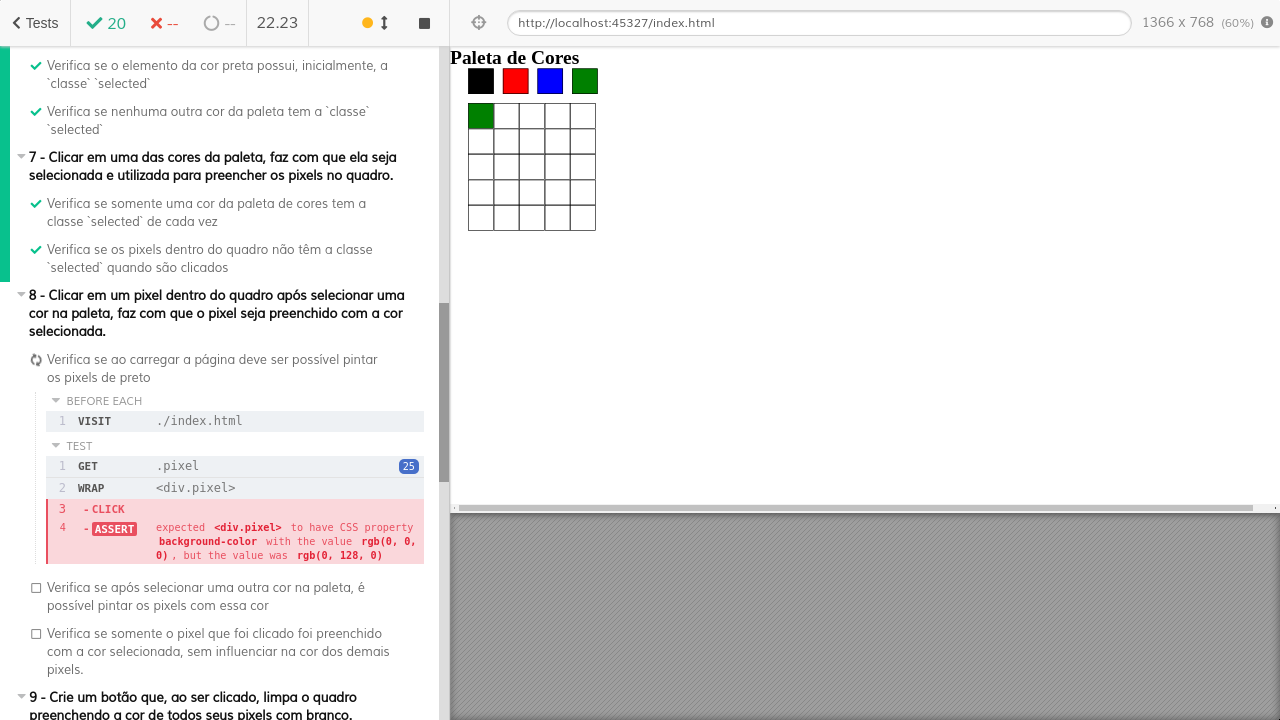 Tests
20
--
--
22.23
http://localhost:45327/index.html
1366 x 768 (60%)
Verifica se o elemento da cor preta possui, inicialmente, a
`classe` `selected`
Verifica se nenhuma outra cor da paleta tem a `classe`
`selected`
7 - Clicar em uma das cores da paleta, faz com que ela seja
selecionada e utilizada para preencher os pixels no quadro.
Verifica se somente uma cor da paleta de cores tem a
classe `selected` de cada vez
Verifica se os pixels dentro do quadro não têm a classe
`selected` quando são clicados
8 - Clicar em um pixel dentro do quadro após selecionar uma
cor na paleta, faz com que o pixel seja preenchido com a cor
selecionada.
Verifica se ao carregar a página deve ser possível pintar
os pixels de preto
BEFORE EACH
1 VISIT ./index.html
TEST
1 GET .pixel 25
2 WRAP <div.pixel>
3 - CLICK
4 - ASSERT expected <div.pixel> to have CSS property
background-color with the value rgb(0, 0,
0), but the value was rgb(0, 128, 0)
Verifica se após selecionar uma outra cor na paleta, é
possível pintar os pixels com essa cor
Verifica se somente o pixel que foi clicado foi preenchido
com a cor selecionada, sem influenciar na cor dos demais
pixels.
9 - Crie um botão que, ao ser clicado, limpa o quadro
preenchendo a cor de todos seus pixels com branco.
Paleta de Cores